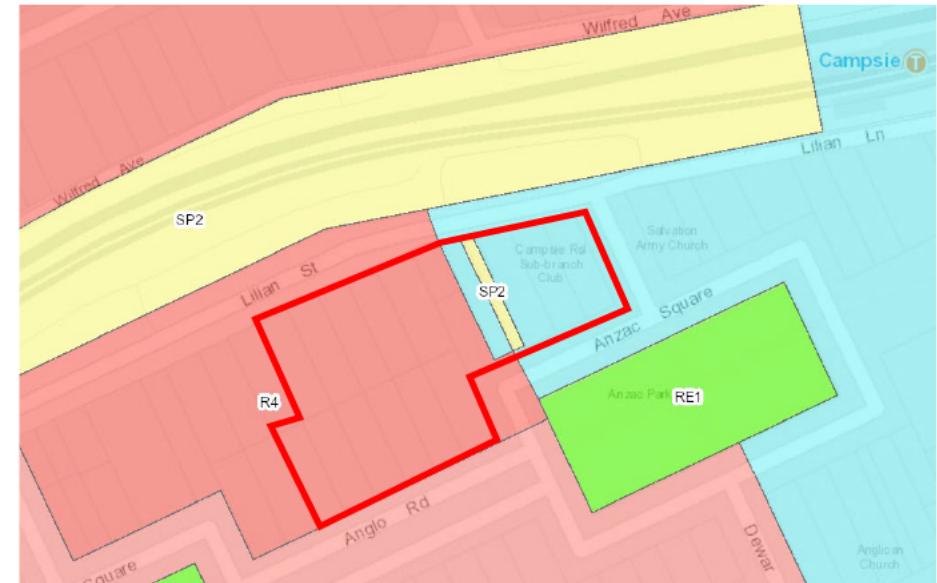 Wilfred Ave
Campsie T
Lilian Ln
Wilfred Ave
SP2
Salvation
Army Church
Campsie Rsl
Sub-branch
Club
Lilian St
SP2
Anzac Square
R4
Anzac Park
RE1
Anglo Rd
Dewar
Anglican
Church
Square